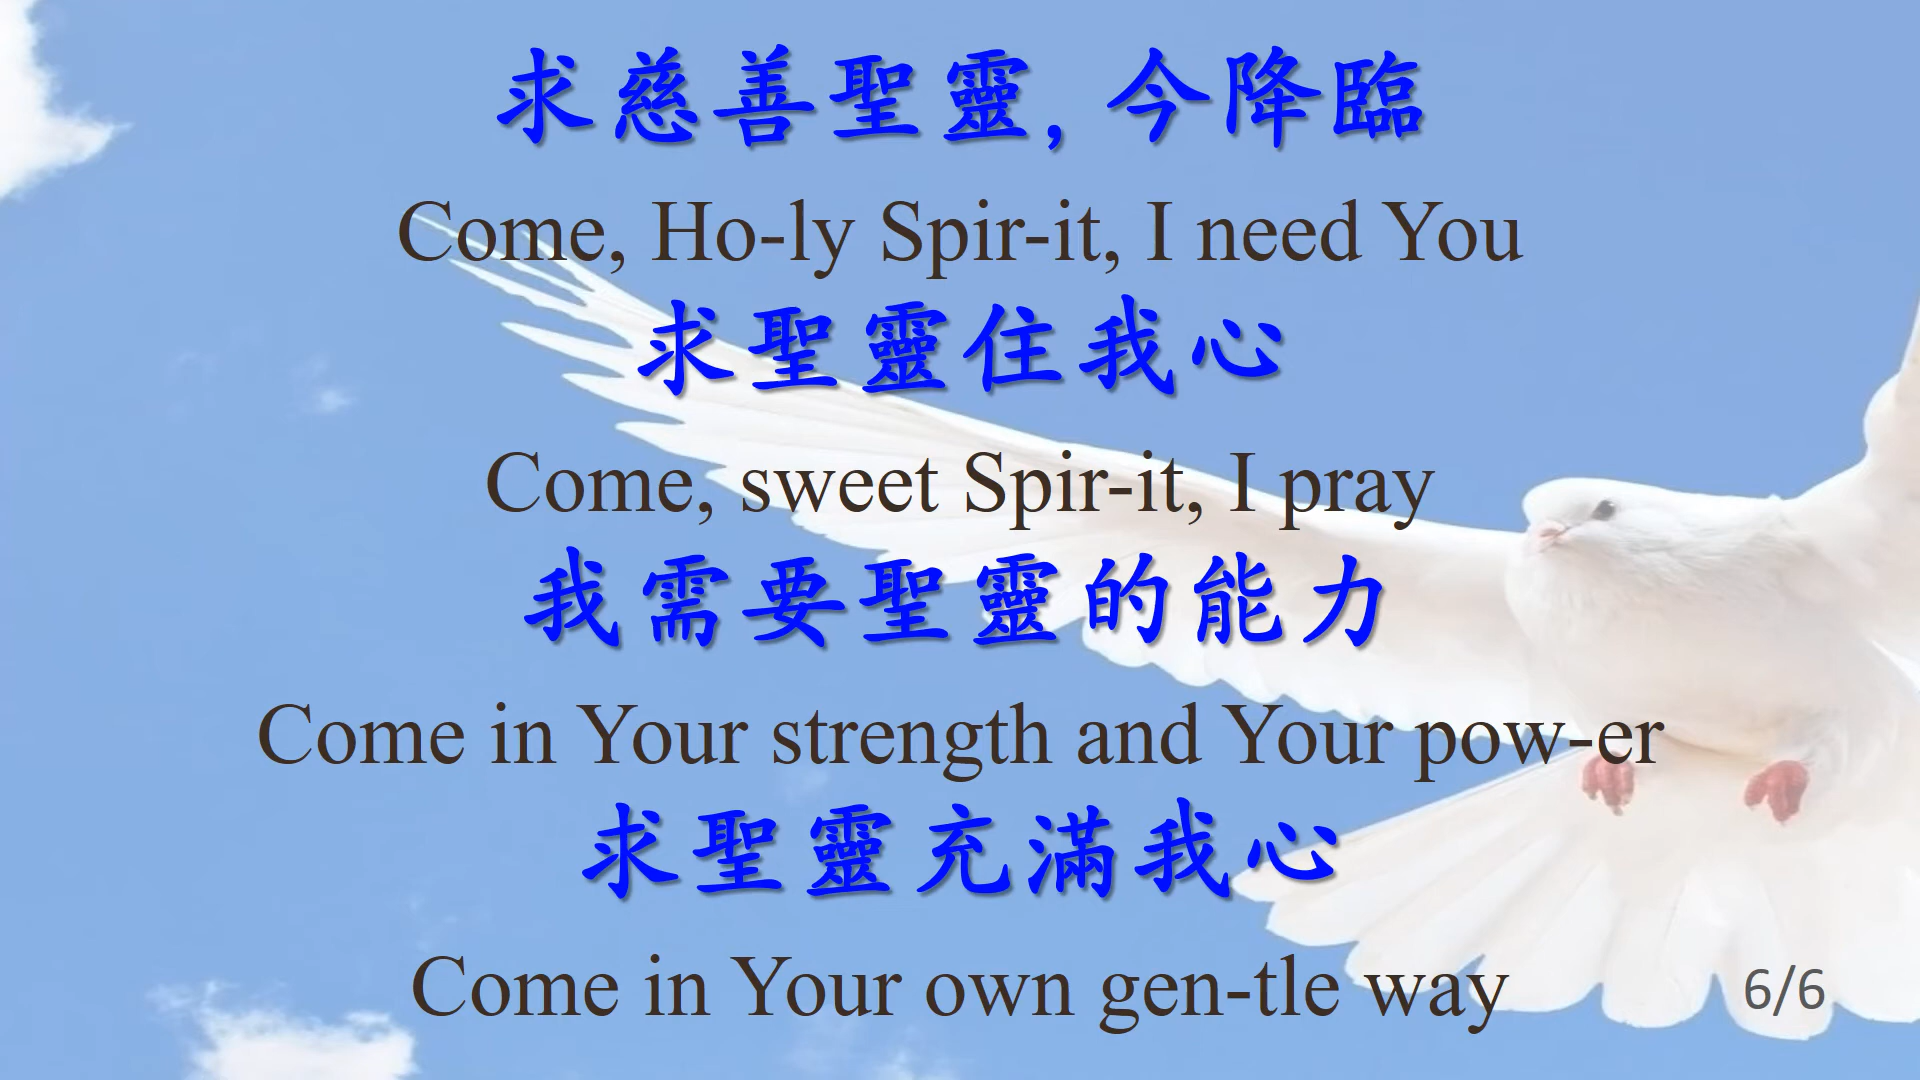 求慈善聖靈, 今降臨
Come, Ho-ly Spir-it, I need You
求聖靈住我心
Come, sweet Spir-it, I pray
我需要聖靈的能力
Come in Your strength and Your pow-er
求聖靈充滿我心
Come in Your own gen-tle way
6/6